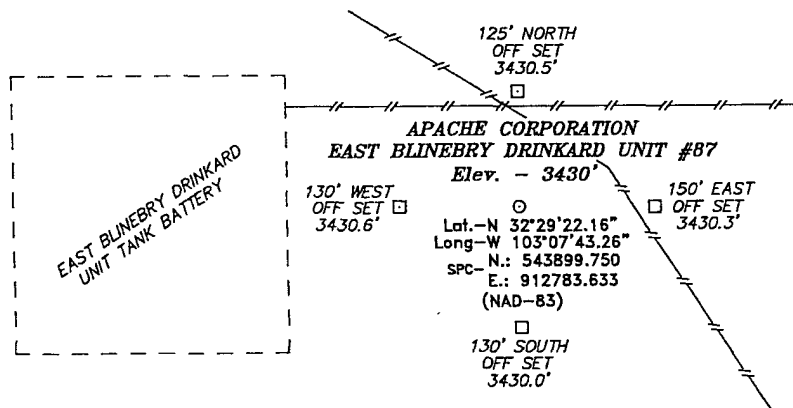 125' NORTH
OFF SET
3430.5'
APACHE CORPORATION
EAST BLINEBRY DRINKARD UNIT #87
Elev. - 3430'
EAST BLINEBRY DRINKARD
UNIT TANK BATTERY
130' WEST
OFF SET
3430.6'
150' EAST
OFF SET
3430.3'
Lat.-N 32°29'22.16"
Long-W 103°07'43.26"
SPC- N.: 543899.750
E.: 912783.633
(NAD-83)
130' SOUTH
OFF SET
3430.0'